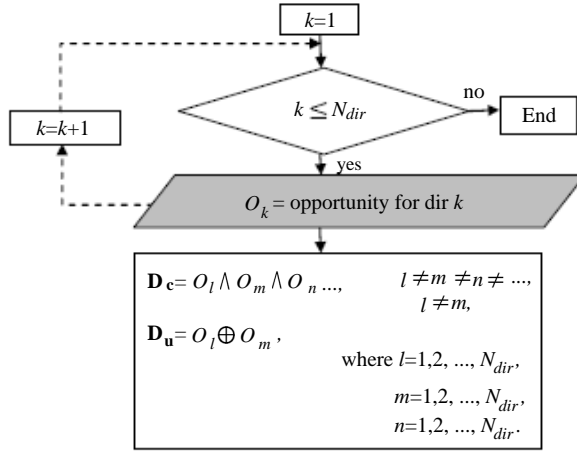 k=1
k ≤ N_dir
no
End
k=k+1
yes
O_k = opportunity for dir k
D_c= O_l ∧ O_m ∧ O_n ..., l ≠ m ≠ n ≠ ...,
l ≠ m,
D_u= O_l ⊕ O_m ,
where l=1,2, ..., N_dir,
m=1,2, ..., N_dir,
n=1,2, ..., N_dir.